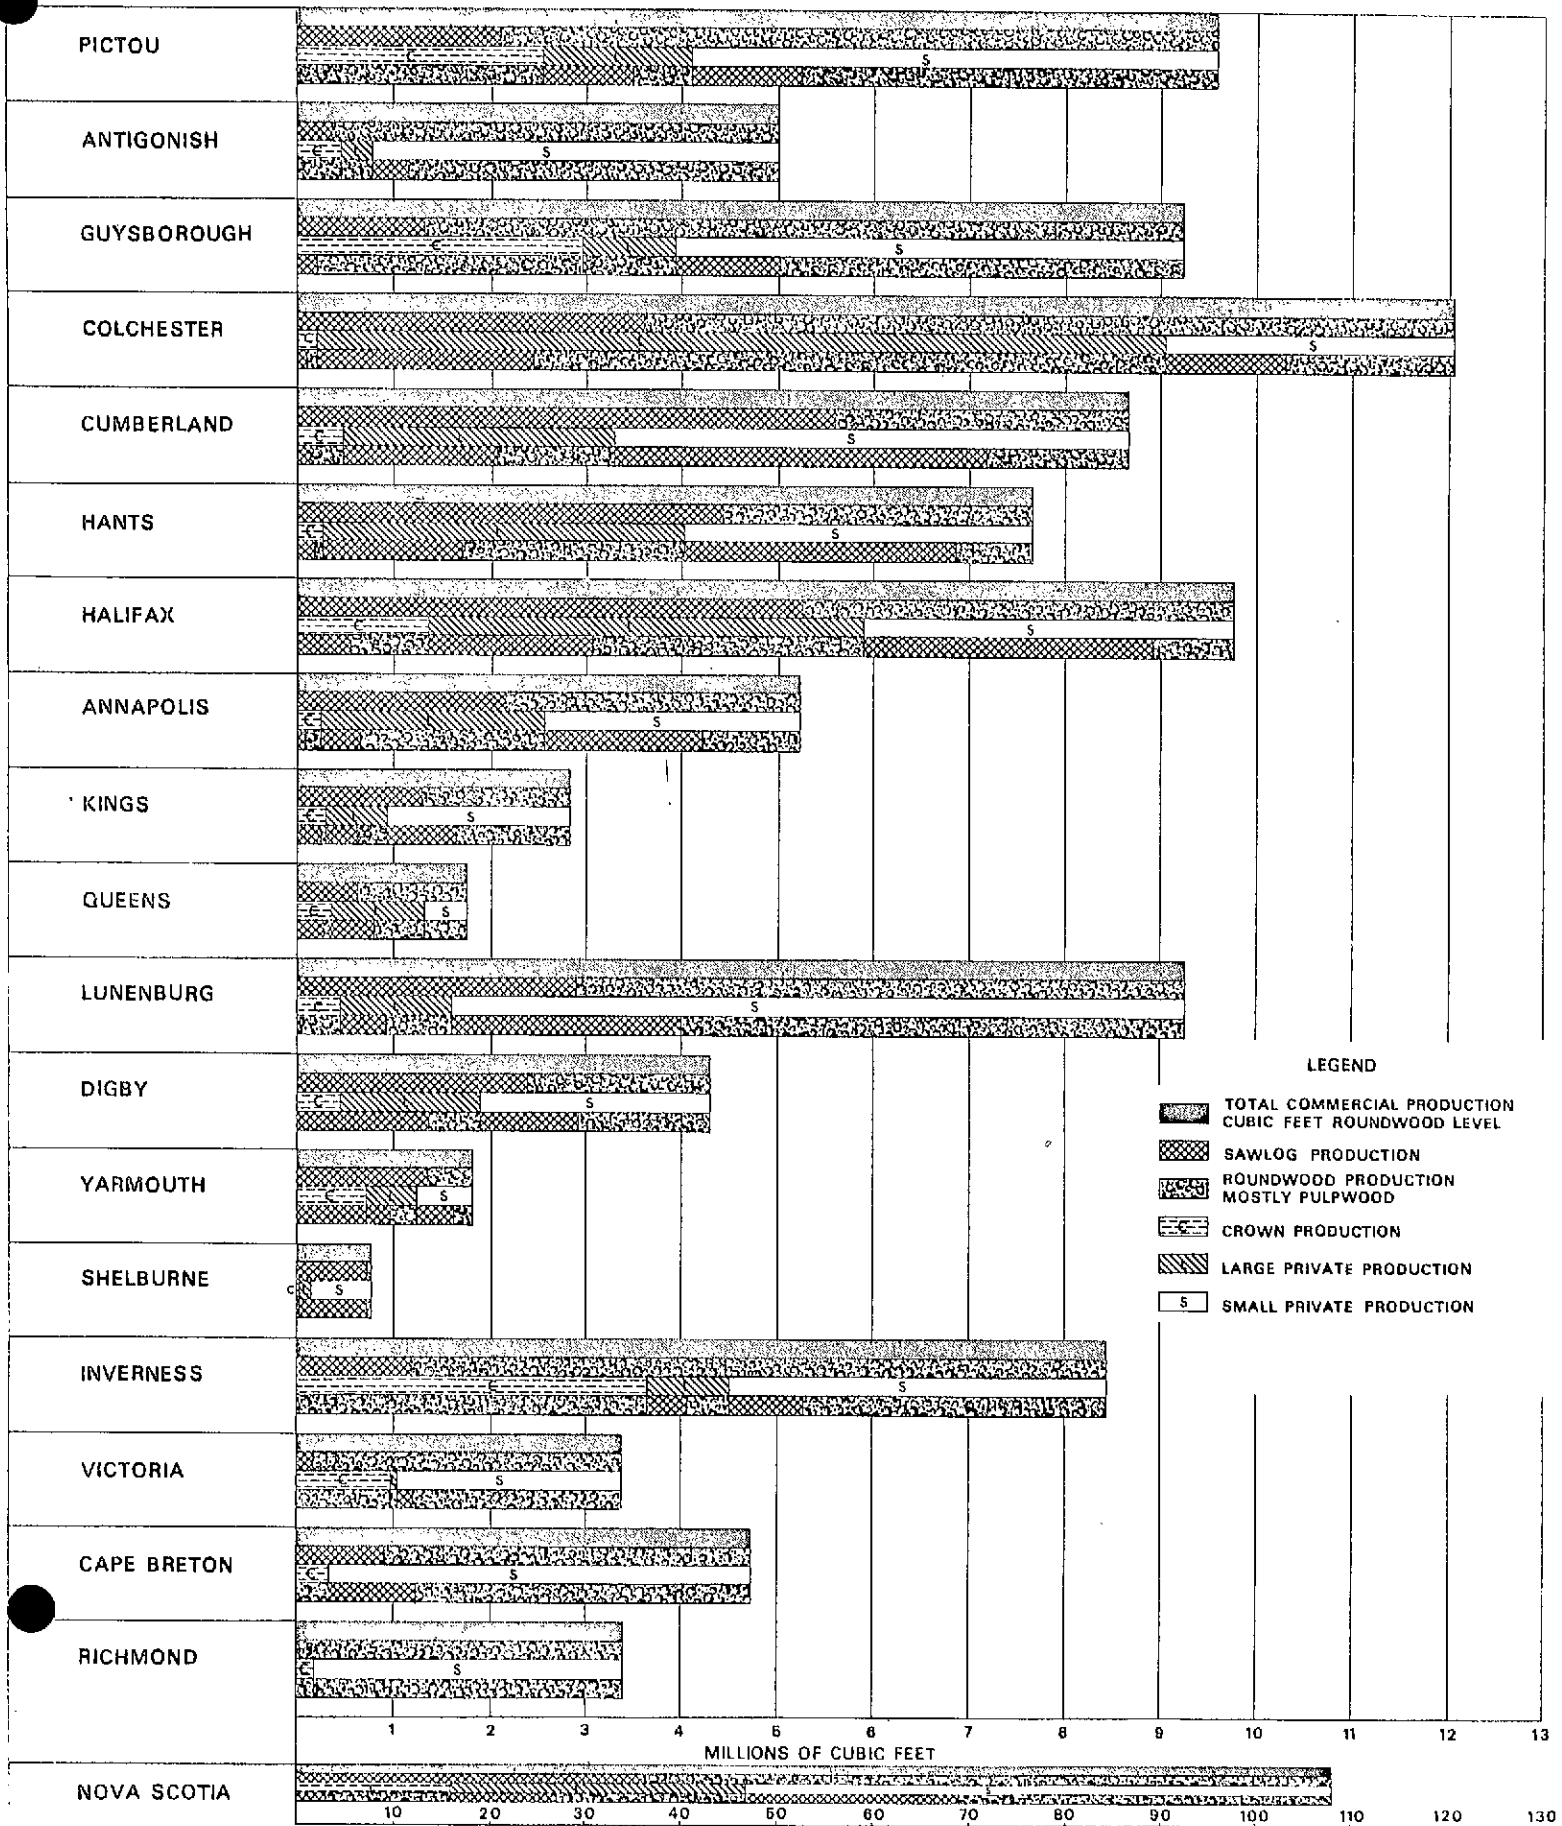 PICTOU
C
S
ANTIGONISH
C
S
GUYSBOROUGH
C
L
S
COLCHESTER
C
L
S
CUMBERLAND
C
L
S
HANTS
C
L
S
HALIFAX
C
L
S
ANNAPOLIS
C
L
S
KINGS
C
L
S
QUEENS
C
L
S
LUNENBURG
C
S
DIGBY
C
L
S
YARMOUTH
C
L
S
SHELBURNE
C
L
S
INVERNESS
C
L
S
VICTORIA
C
S
CAPE BRETON
C
S
RICHMOND
C
S
LEGEND
TOTAL COMMERCIAL PRODUCTION
CUBIC FEET ROUNDWOOD LEVEL
SAWLOG PRODUCTION
ROUNDWOOD PRODUCTION
MOSTLY PULPWOOD
C CROWN PRODUCTION
L LARGE PRIVATE PRODUCTION
S SMALL PRIVATE PRODUCTION
1 2 3 4 5 6 7 8 9 10 11 12 13
MILLIONS OF CUBIC FEET
NOVA SCOTIA
10 20 30 40 50 60 70 80 90 100 110 120 130